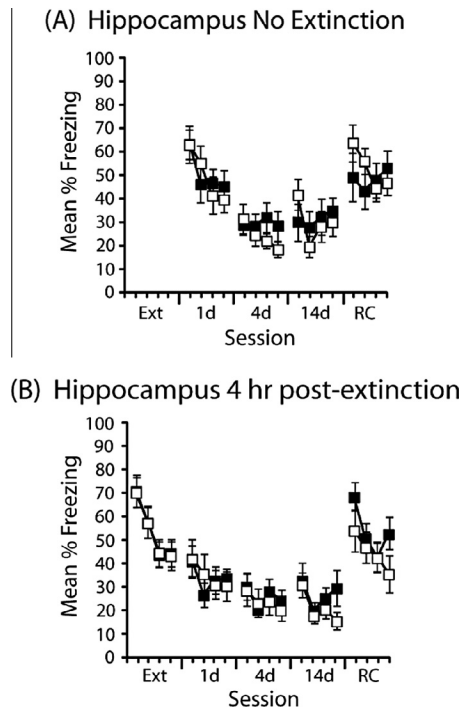 (A) Hippocampus No Extinction
100
90
80
70
60
50
40
30
20
10
0
Mean % Freezing
Ext 1d 4d 14d RC
Session
(B) Hippocampus 4 hr post-extinction
100
90
80
70
60
50
40
30
20
10
0
Mean % Freezing
Ext 1d 4d 14d RC
Session